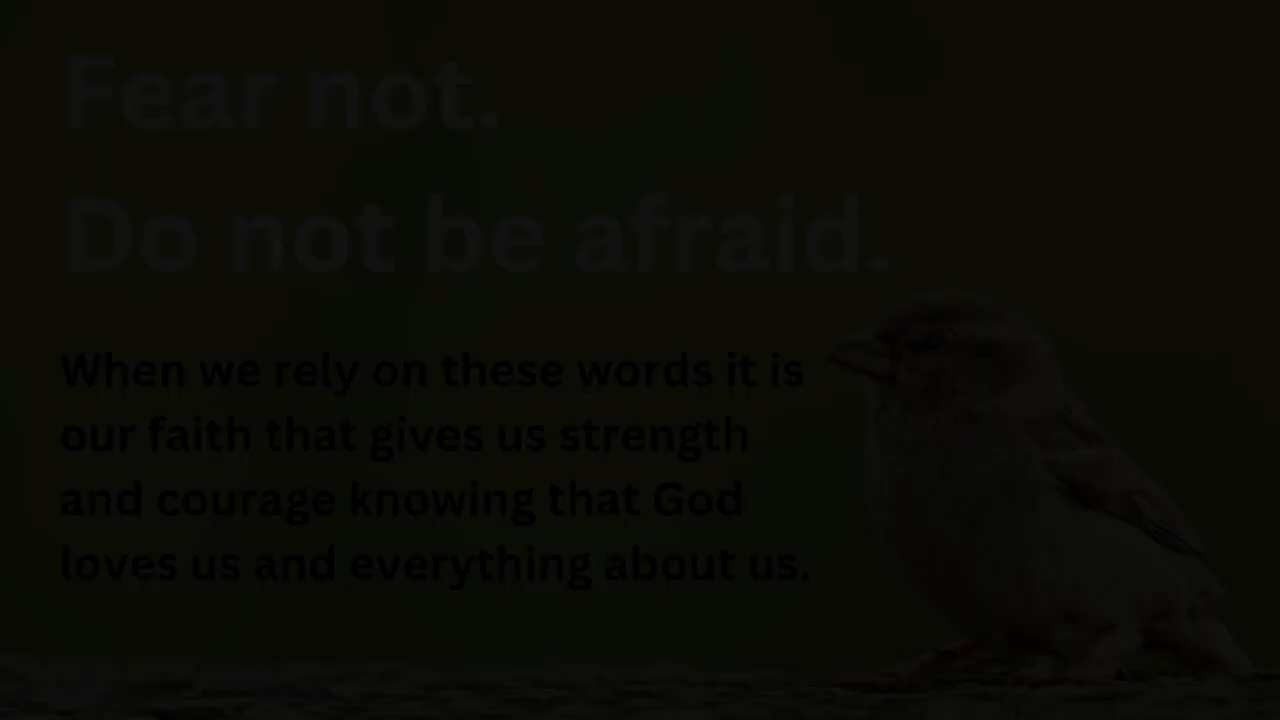 Fear not.
Do not be afraid.
When we rely on these words it is
our faith that gives us strength
and courage knowing that God
loves us and everything about us.